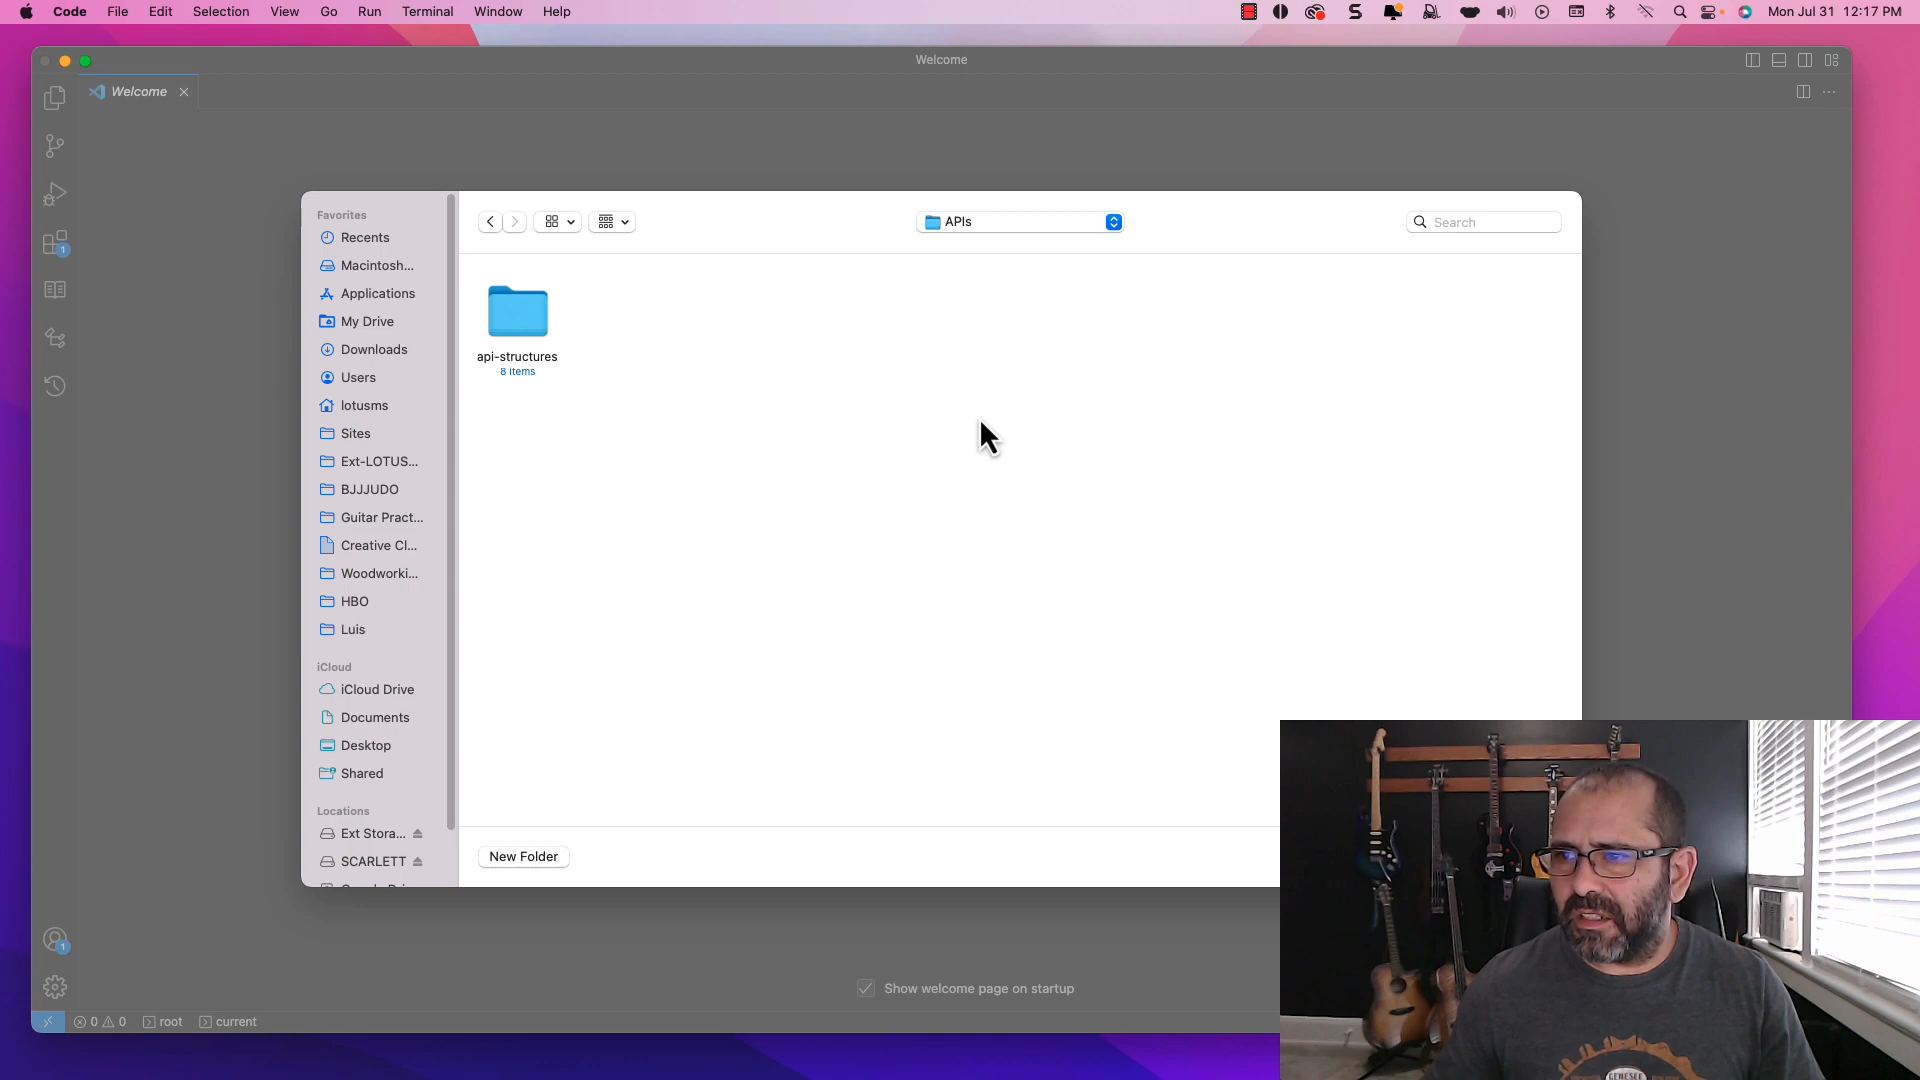 Code File Edit Selection View Go Run Terminal Window Help
Mon Jul 31 12:17 PM
Welcome
Welcome
Favorites
Recents
Macintosh...
Applications
My Drive
Downloads
Users
lotusms
Sites
Ext-LOTUS...
BJJJUDO
Guitar Pract...
Creative Cl...
Woodworki...
HBO
Luis
iCloud
iCloud Drive
Documents
Desktop
Shared
Locations
Ext Stora...
SCARLETT
APIs
Search
api-structures
8 items
New Folder
1
1
Show welcome page on startup
0 0 root current
GENESEE